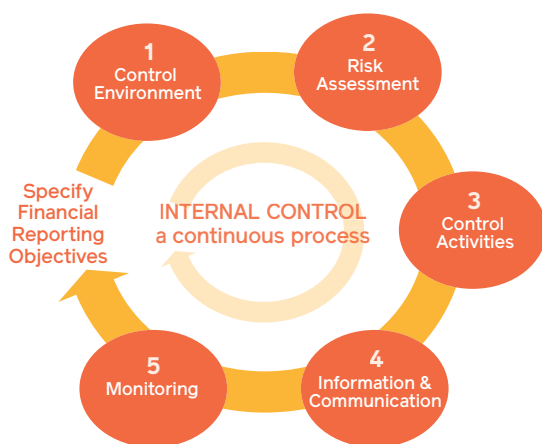 1
Control
Environment
2
Risk
Assessment
3
Control
Activities
4
Information &
Communication
5
Monitoring
Specify
Financial
Reporting
Objectives
INTERNAL CONTROL
a continuous process